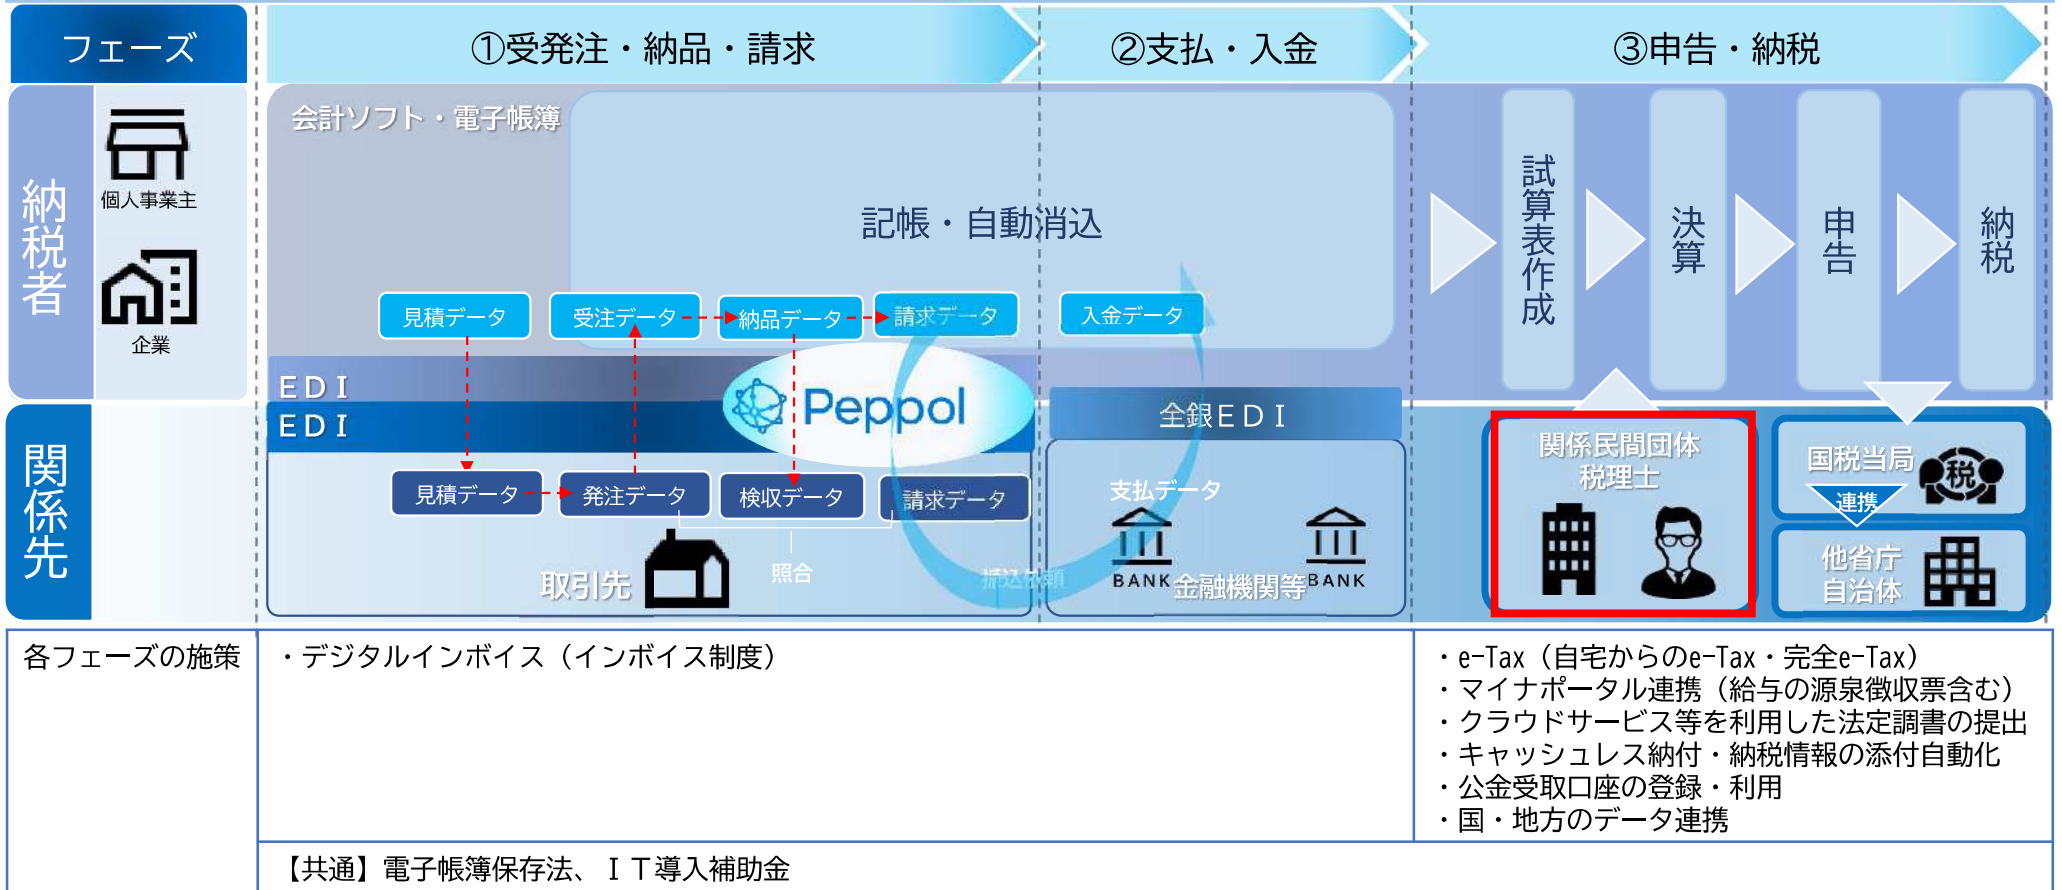 フェーズ
①受発注・納品・請求
②支払・入金
③申告・納税
納税者
個人事業主
企業
会計ソフト・電子帳簿
記帳・自動消込
見積データ
受注データ
納品データ
請求データ
入金データ
試算表作成
決算
申告
納税
ＥＤＩ
ＥＤＩ
Peppol
全銀ＥＤＩ
関係先
見積データ
発注データ
検収データ
請求データ
照合
取引先
振込依頼
支払データ
BANK
金融機関等
BANK
関係民間団体
税理士
国税当局
税
連携
他省庁
自治体
各フェーズの施策
・デジタルインボイス（インボイス制度）
・e-Tax（自宅からのe-Tax・完全e-Tax）
・マイナポータル連携（給与の源泉徴収票含む）
・クラウドサービス等を利用した法定調書の提出
・キャッシュレス納付・納税情報の添付自動化
・公金受取口座の登録・利用
・国・地方のデータ連携
【共通】電子帳簿保存法、ＩＴ導入補助金